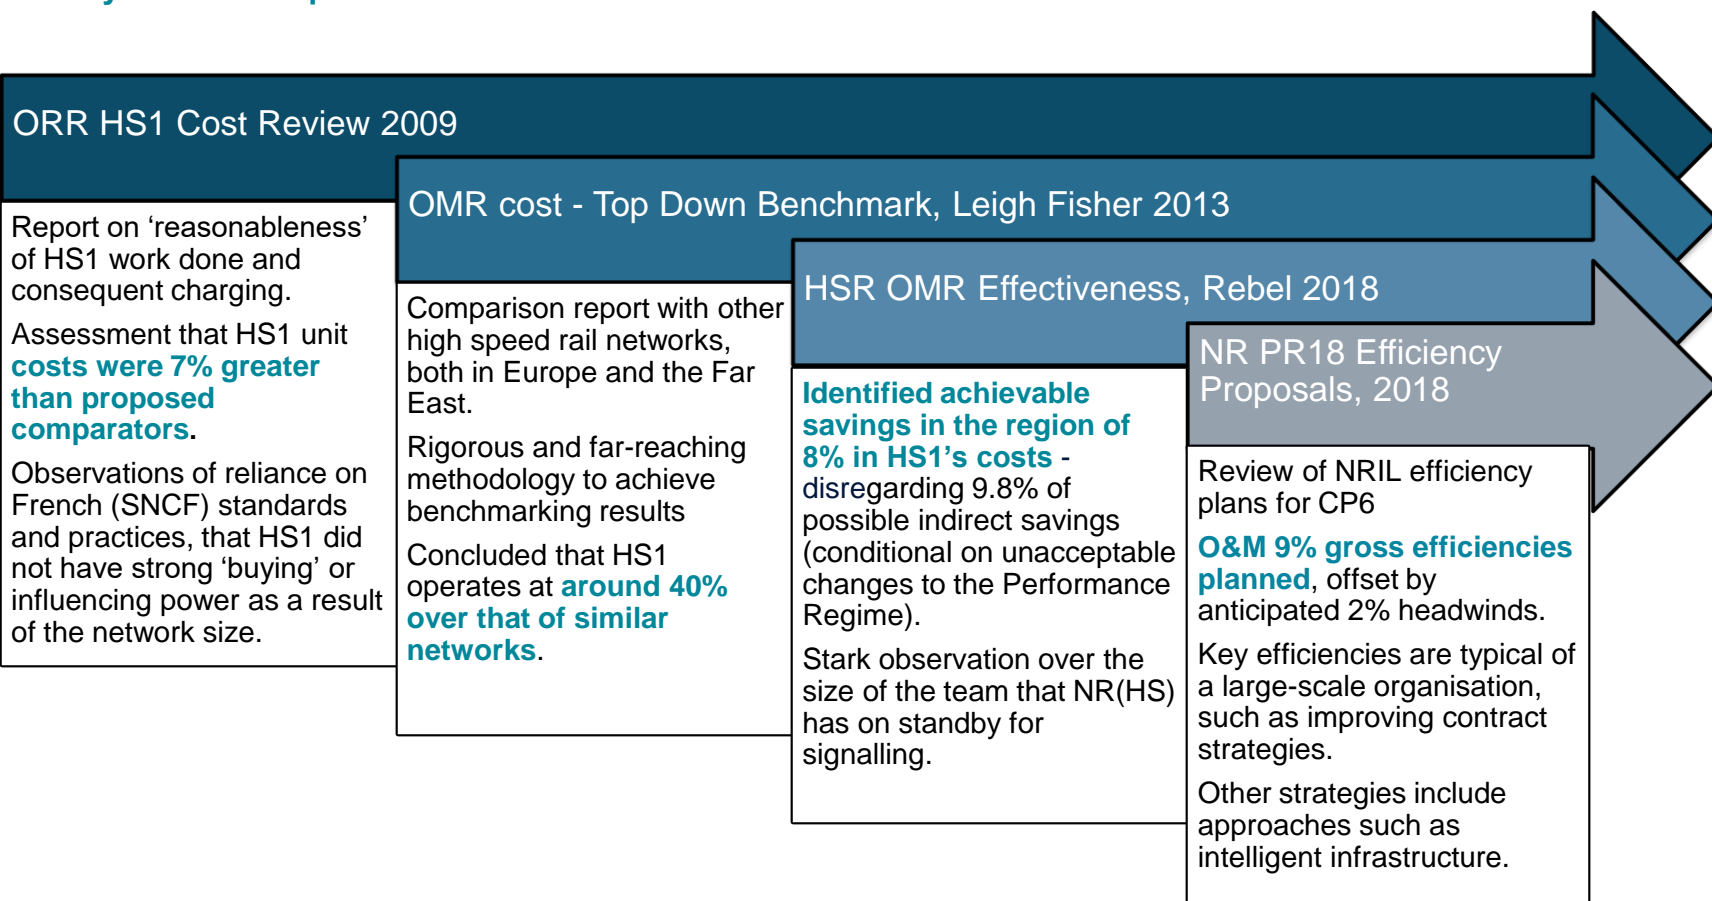 ORR HS1 Cost Review 2009
Report on ‘reasonableness’
of HS1 work done and
consequent charging.
Assessment that HS1 unit
costs were 7% greater
than proposed
comparators.
Observations of reliance on
French (SNCF) standards
and practices, that HS1 did
not have strong ‘buying’ or
influencing power as a result
of the network size.
OMR cost - Top Down Benchmark, Leigh Fisher 2013
Comparison report with other
high speed rail networks,
both in Europe and the Far
East.
Rigorous and far-reaching
methodology to achieve
benchmarking results
Concluded that HS1
operates at around 40%
over that of similar
networks.
HSR OMR Effectiveness, Rebel 2018
Identified achievable
savings in the region of
8% in HS1’s costs -
disregarding 9.8% of
possible indirect savings
(conditional on unacceptable
changes to the Performance
Regime).
Stark observation over the
size of the team that NR(HS)
has on standby for
signalling.
NR PR18 Efficiency
Proposals, 2018
Review of NRIL efficiency
plans for CP6
O&M 9% gross efficiencies
planned, offset by
anticipated 2% headwinds.
Key efficiencies are typical of
a large-scale organisation,
such as improving contract
strategies.
Other strategies include
approaches such as
intelligent infrastructure.